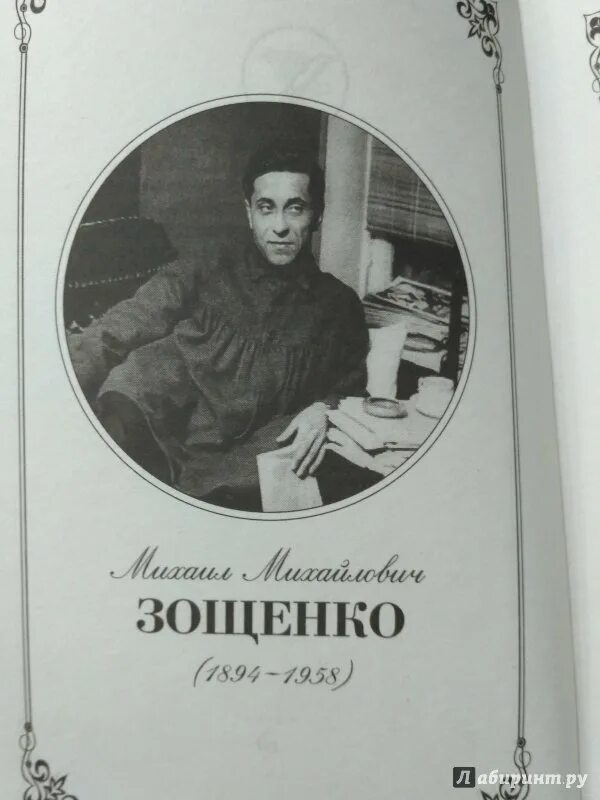 Михаил Михайлович
ЗОЩЕНКО
(1894–1958)
Лабиринт.ру